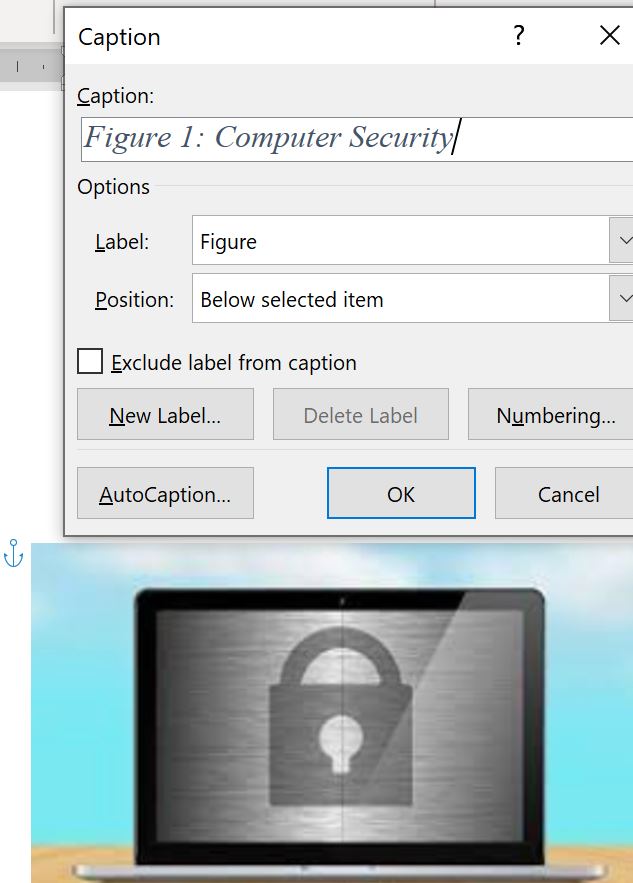 Caption
?
Caption:
Figure 1: Computer Security
Options
Label:
Figure
Position:
Below selected item
Exclude label from caption
New Label...
Delete Label
Numbering...
AutoCaption...
OK
Cancel